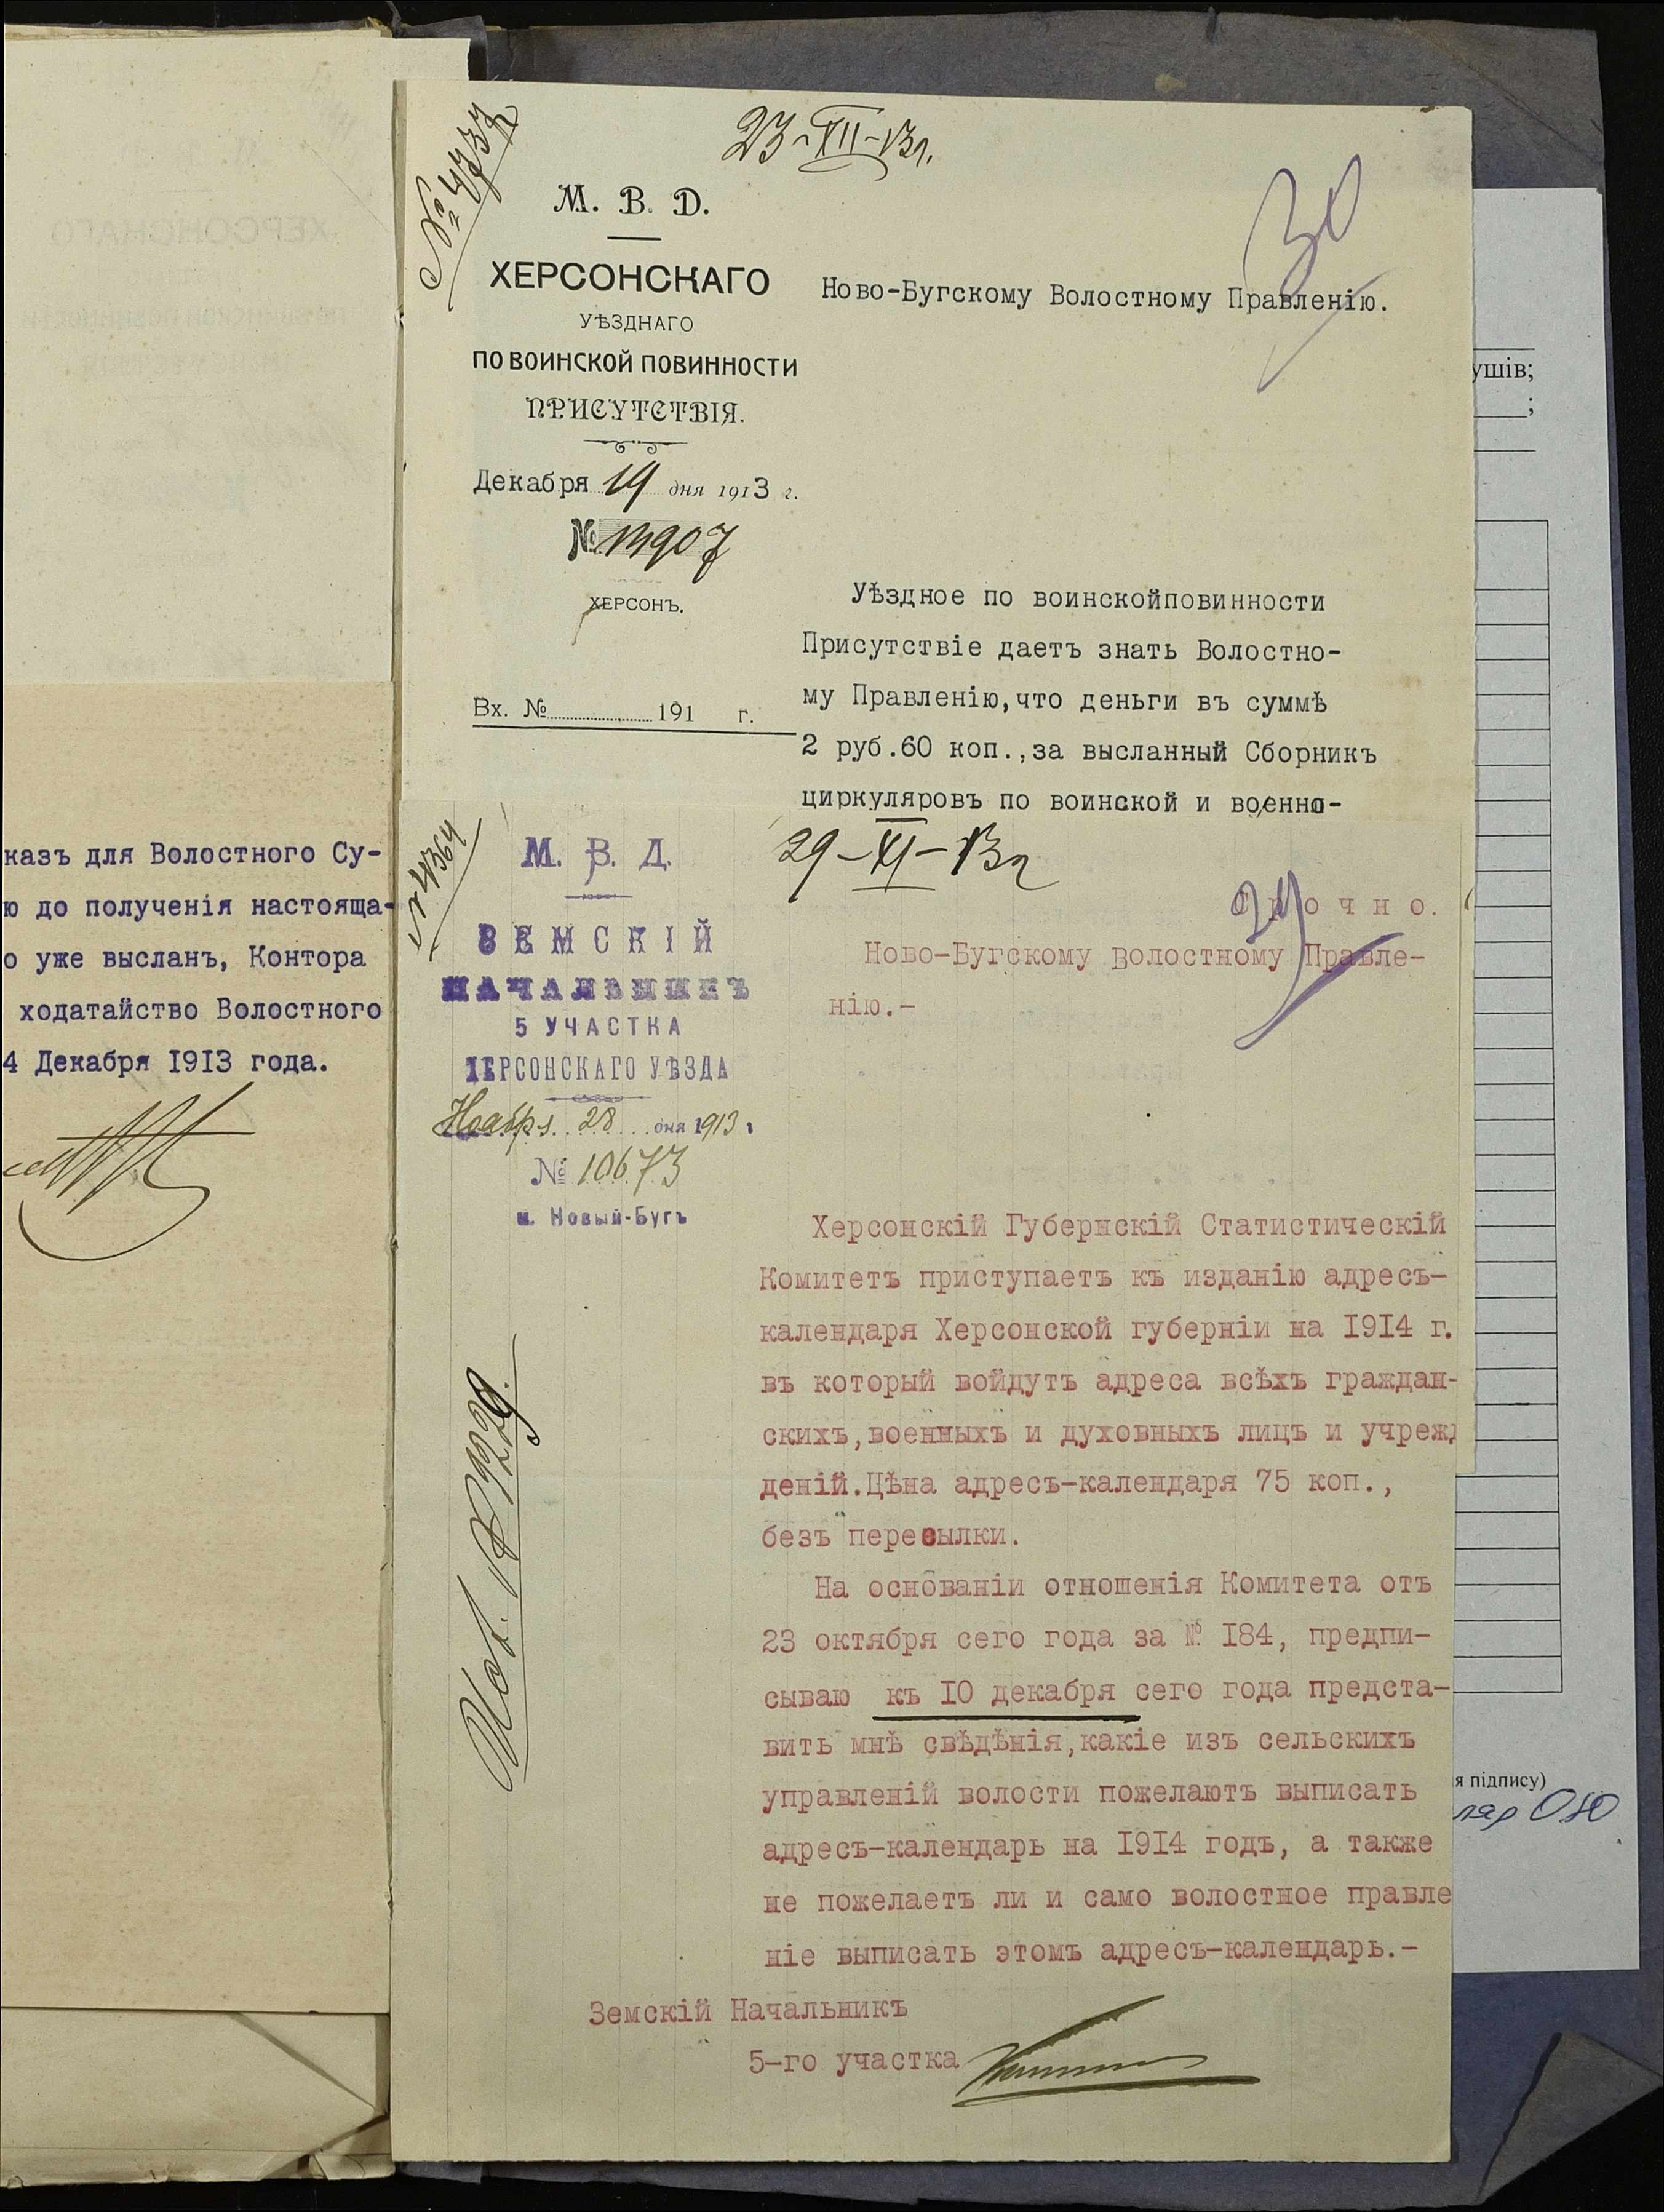 казъ для Волостного Су-
ю до полученія настояща-
о уже высланъ, Контора
ходатайство Волостного
4 Декабря 1913 года.
23-XII-13г.
М. В. D.
ХЕРСОНСКАГО
УѢЗДНАГО
ПО ВОИНСКОЙ ПОВИННОСТИ
ПРИСУТСТВІЯ.
Декабря 19 дня 1913 г.
№
ХЕРСОНЪ.
Вх. № 191 г.
30
Ново-Бугскому Волостному Правленію.
Уѣздное по воинскойповинности
Присутствіе даетъ знать Волостно-
му Правленію,что деньги въ суммѣ
2 руб.60 коп.,за высланный Сборникъ
циркуляровъ по воинской и военно-
29-XI-13г
№ 4364
М. В. Д.
ЗЕМСКІЙ
НАЧАЛЬНИКЪ
5 УЧАСТКА
ХЕРСОНСКАГО УѢЗДА
Ноабря 28 дня 1913 г
№ 10673
м. Новый-Бугъ
Срочно.
Ново-Бугскому волостному Правле-
нію.-
Херсонскій Губернскій Статистическій
Комитетъ приступаетъ къ изданію адресъ-
календаря Херсонской губерніи на 1914 г.
въ который войдутъ адреса всѣхъ граждан-
скихъ,военныхъ и духовныхъ лицъ и учреж
деній.Цѣна адресъ-календаря 75 коп.,
безъ пересылки.
На основаніи отношенія Комитета отъ
23 октября сего года за № 184, предпи-
сываю къ 10 декабря сего года предста-
вить мнѣ свѣдѣнія,какіе изъ сельскихъ
управленій волости пожелаютъ выписать
адресъ-календарь на 1914 годъ, а также
не пожелаетъ ли и само волостное правле
ніе выписать этомъ адресъ-календарь.-
Земскій Начальникъ
5-го участка
ушів;
;
я підпису)